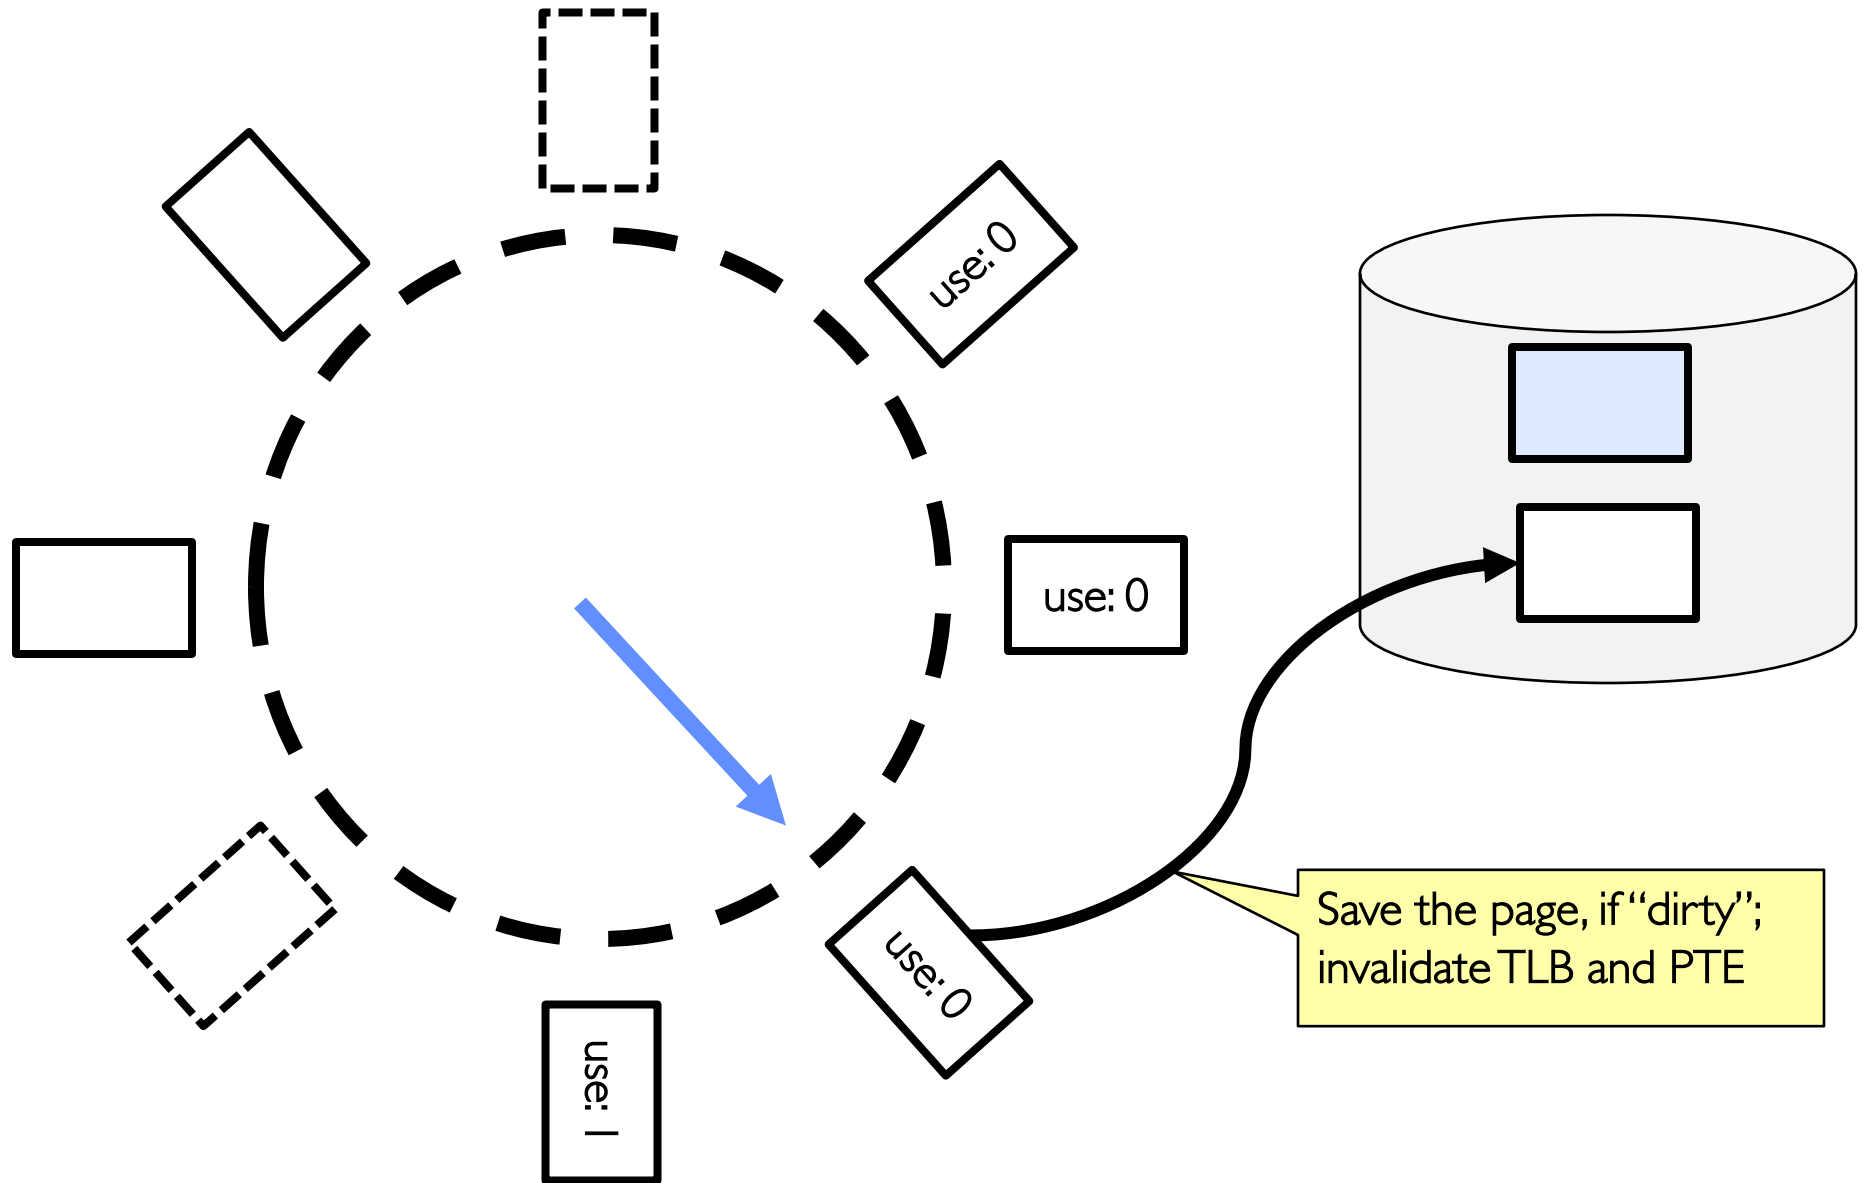 use: 0
use: 0
use: 0
use: 1
Save the page, if “dirty”;
invalidate TLB and PTE